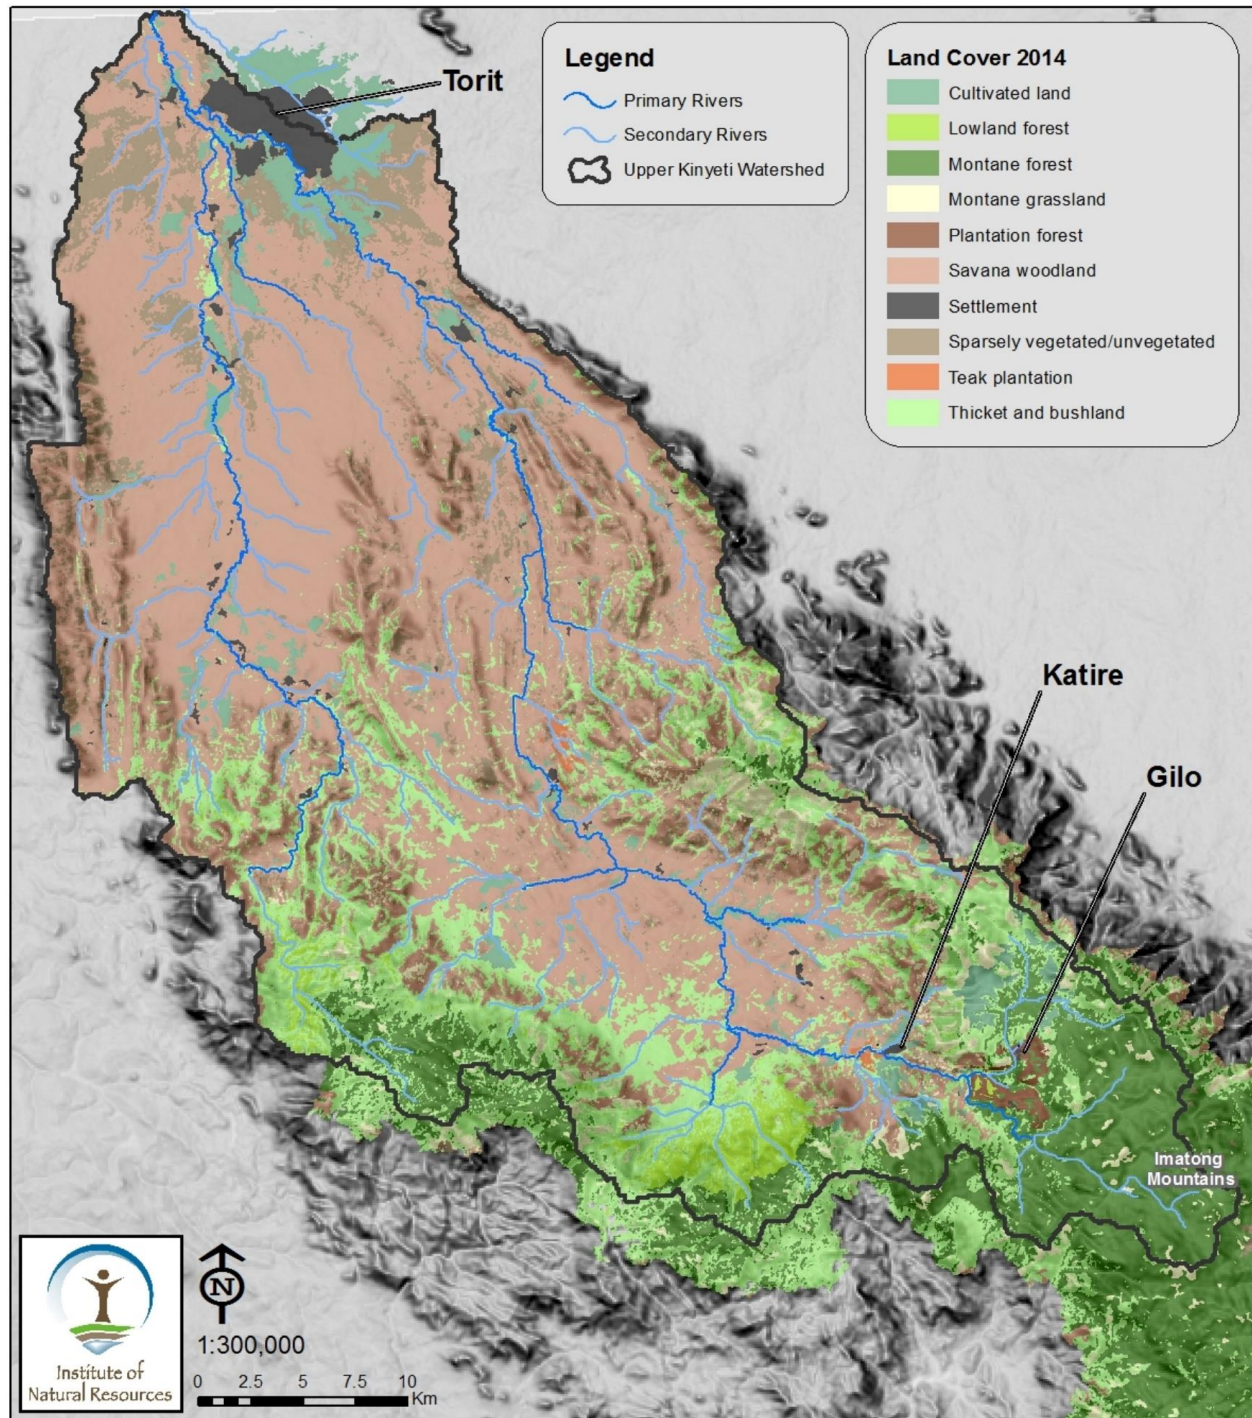 Torit
Legend
Primary Rivers
Secondary Rivers
Upper Kinyeti Watershed
Land Cover 2014
Cultivated land
Lowland forest
Montane forest
Montane grassland
Plantation forest
Savana woodland
Settlement
Sparsely vegetated/unvegetated
Teak plantation
Thicket and bushland
Katire
Gilo
Imatong
Mountains
Institute of
Natural Resources
N
1:300,000
0 2.5 5 7.5 10
Km